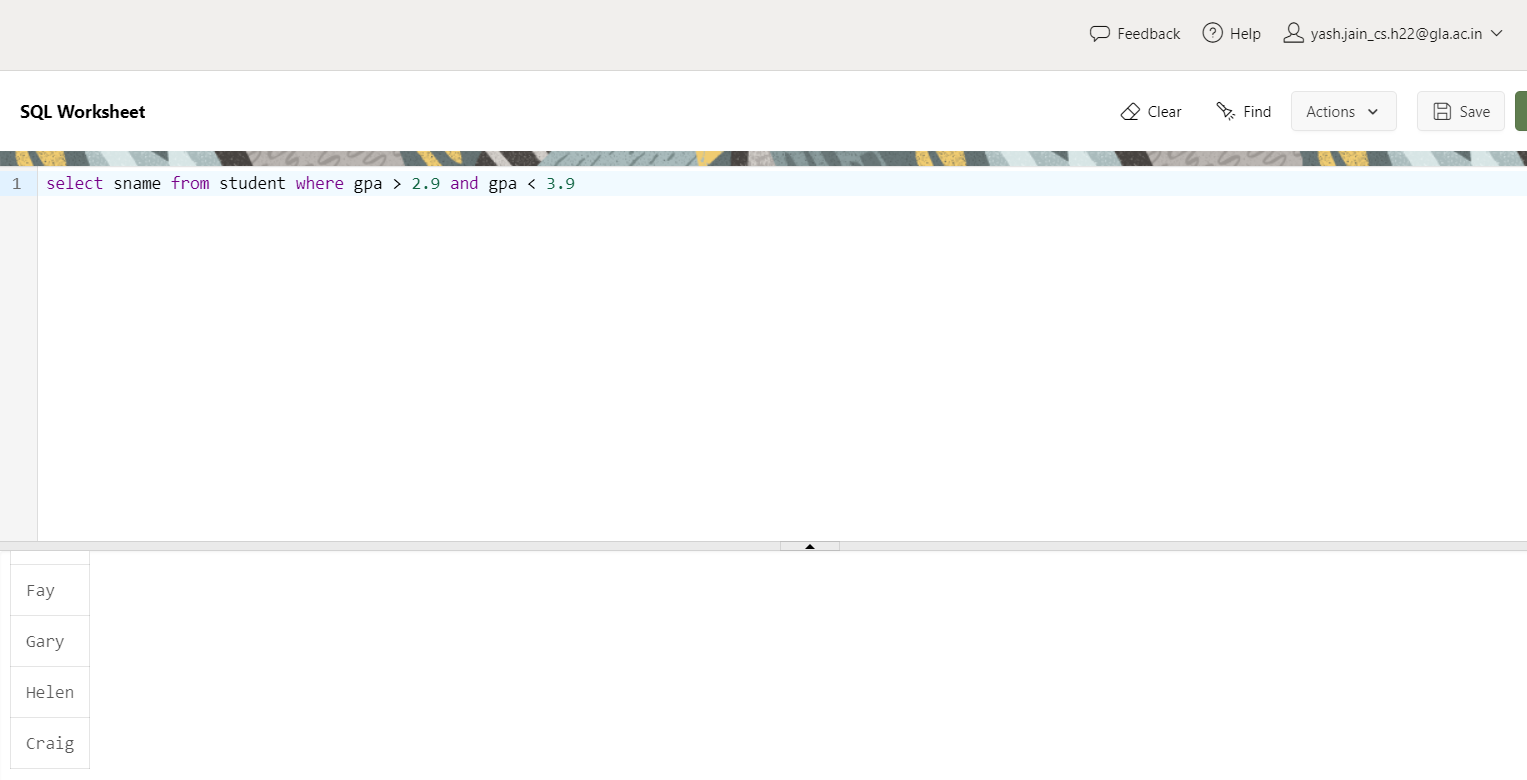 Feedback Help yash.jain_cs.h22@gla.ac.in
SQL Worksheet Clear Find Actions Save
1 select sname from student where gpa > 2.9 and gpa < 3.9
Fay
Gary
Helen
Craig